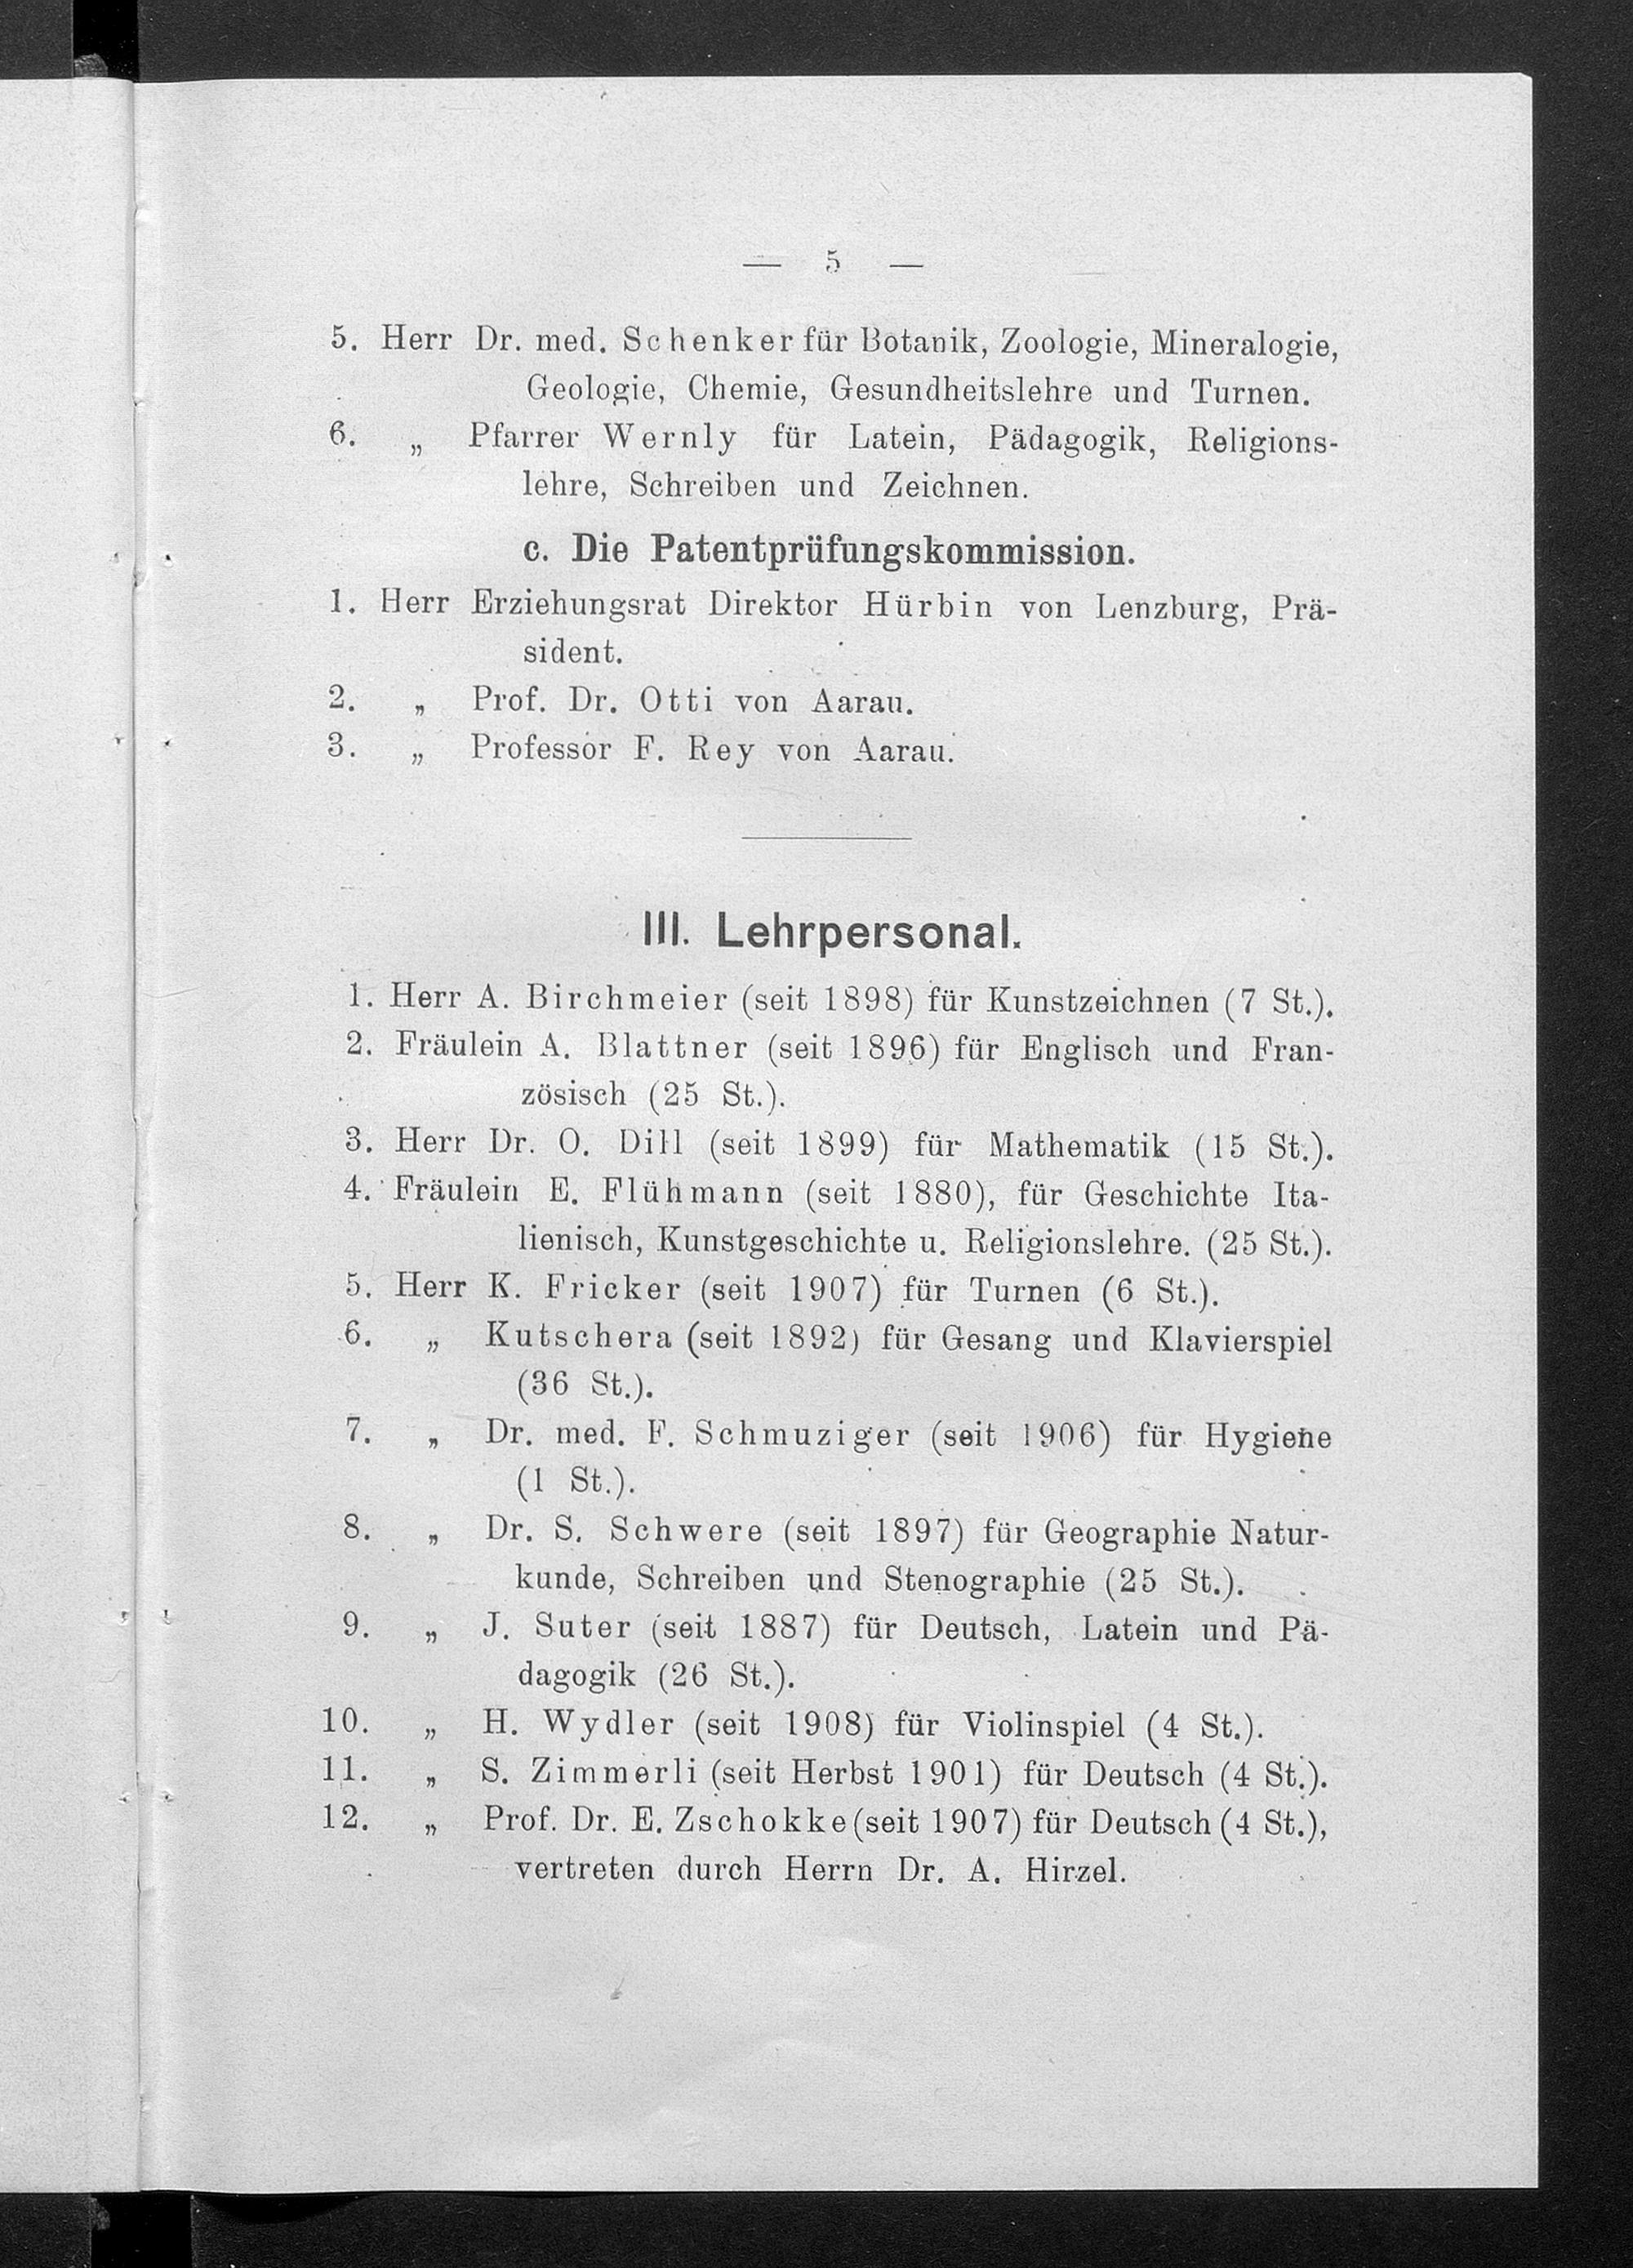 — 5 —
5. Herr Dr. med. Schenker für Botanik, Zoologie, Mineralogie,
Geologie, Chemie, Gesundheitslehre und Turnen.
6. „ Pfarrer Wernly für Latein, Pädagogik, Religions-
lehre, Schreiben und Zeichnen.
c. Die Patentprüfungskommission.
1. Herr Erziehungsrat Direktor Hürbin von Lenzburg, Prä-
sident.
2. „ Prof. Dr. Otti von Aarau.
3. „ Professor F. Rey von Aarau.
III. Lehrpersonal.
1. Herr A. Birchmeier (seit 1898) für Kunstzeichnen (7 St.).
2. Fräulein A. Blattner (seit 1896) für Englisch und Fran-
zösisch (25 St.).
3. Herr Dr. O. Dill (seit 1899) für Mathematik (15 St.).
4. Fräulein E. Flühmann (seit 1880), für Geschichte Ita-
lienisch, Kunstgeschichte u. Religionslehre. (25 St.).
5. Herr K. Fricker (seit 1907) für Turnen (6 St.).
6. „ Kutschera (seit 1892) für Gesang und Klavierspiel
(36 St.).
7. „ Dr. med. F. Schmuziger (seit 1906) für Hygiene
(1 St.).
8. „ Dr. S. Schwere (seit 1897) für Geographie Natur-
kunde, Schreiben und Stenographie (25 St.).
9. „ J. Suter (seit 1887) für Deutsch, Latein und Pä-
dagogik (26 St.).
10. „ H. Wydler (seit 1908) für Violinspiel (4 St.).
11. „ S. Zimmerli (seit Herbst 1901) für Deutsch (4 St.).
12. „ Prof. Dr. E. Zschokke (seit 1907) für Deutsch (4 St.),
vertreten durch Herrn Dr. A. Hirzel.